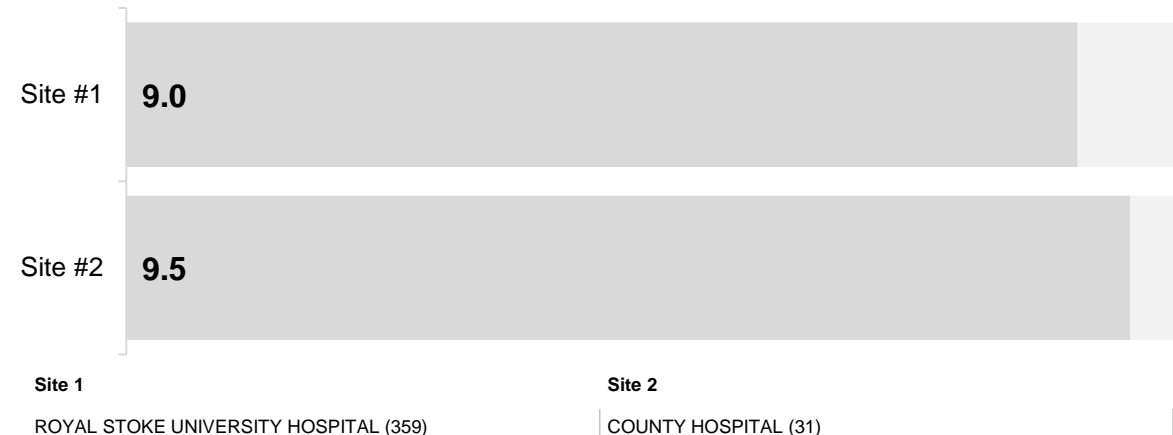 Site #1 9.0
Site #2 9.5
Site 1 Site 2
ROYAL STOKE UNIVERSITY HOSPITAL (359) COUNTY HOSPITAL (31)